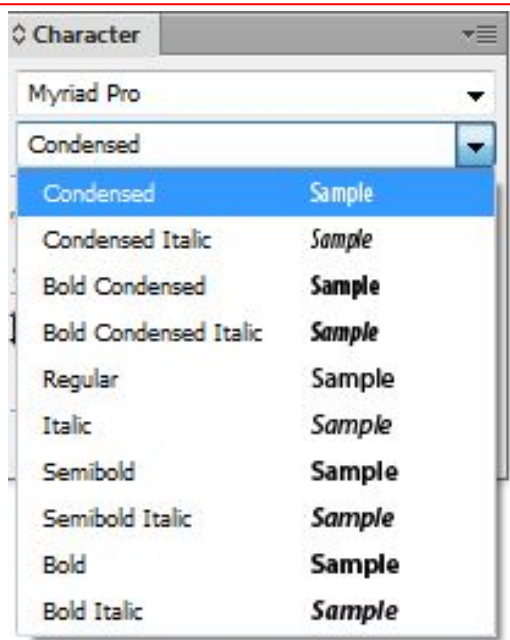 Character
Myriad Pro
Condensed
Condensed Sample
Condensed Italic Sample
Bold Condensed Sample
Bold Condensed Italic Sample
Regular Sample
Italic Sample
Semibold Sample
Semibold Italic Sample
Bold Sample
Bold Italic Sample